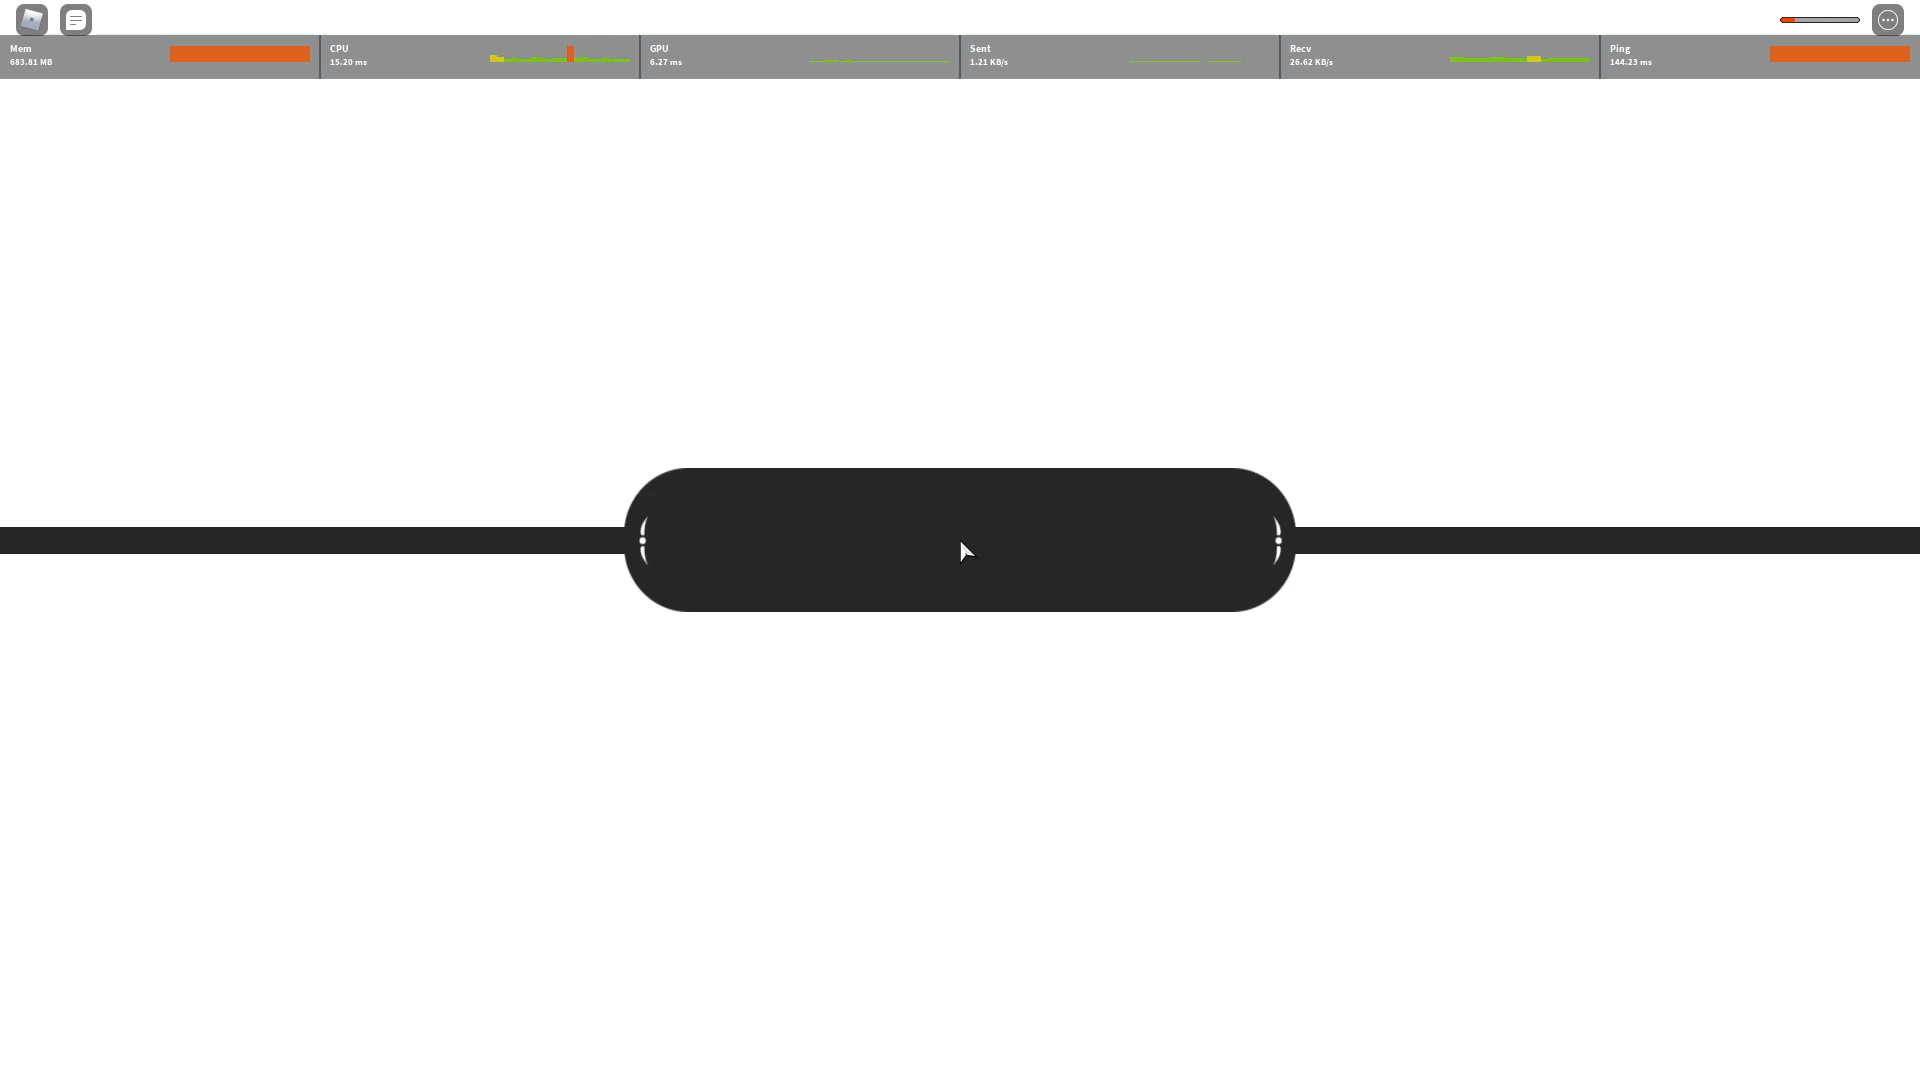 Mem
683.81 MB
CPU
15.20 ms
GPU
6.27 ms
Sent
1.21 KB/s
Recv
26.62 KB/s
Ping
144.23 ms